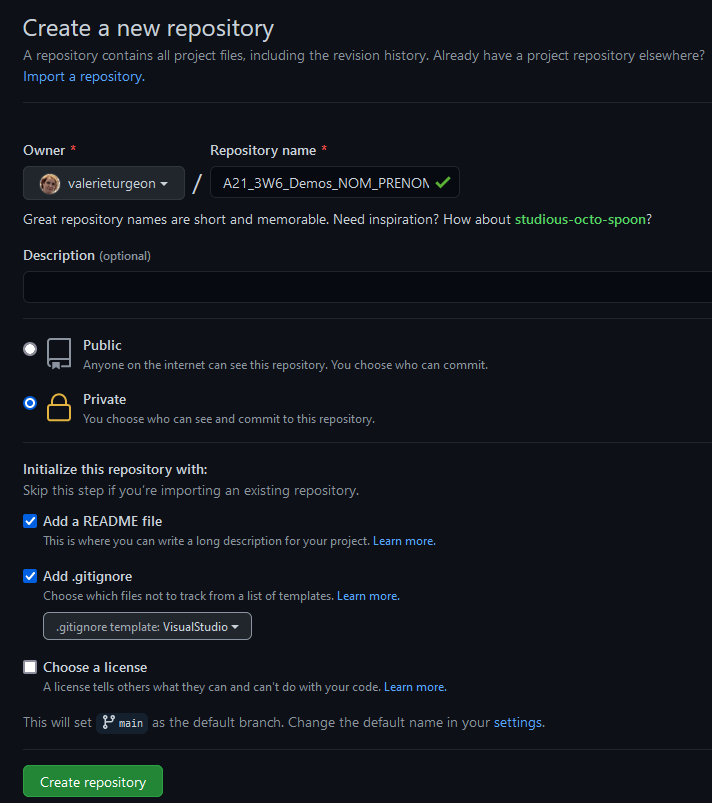 Create a new repository
A repository contains all project files, including the revision history. Already have a project repository elsewhere?
Import a repository.
Owner *
Repository name *
valerieturgeon
/
A21_3W6_Demos_NOM_PRENOM
Great repository names are short and memorable. Need inspiration? How about studious-octo-spoon?
Description (optional)
Public
Anyone on the internet can see this repository. You choose who can commit.
Private
You choose who can see and commit to this repository.
Initialize this repository with:
Skip this step if you're importing an existing repository.
Add a README file
This is where you can write a long description for your project. Learn more.
Add .gitignore
Choose which files not to track from a list of templates. Learn more.
.gitignore template: VisualStudio
Choose a license
A license tells others what they can and can't do with your code. Learn more.
This will set main as the default branch. Change the default name in your settings.
Create repository